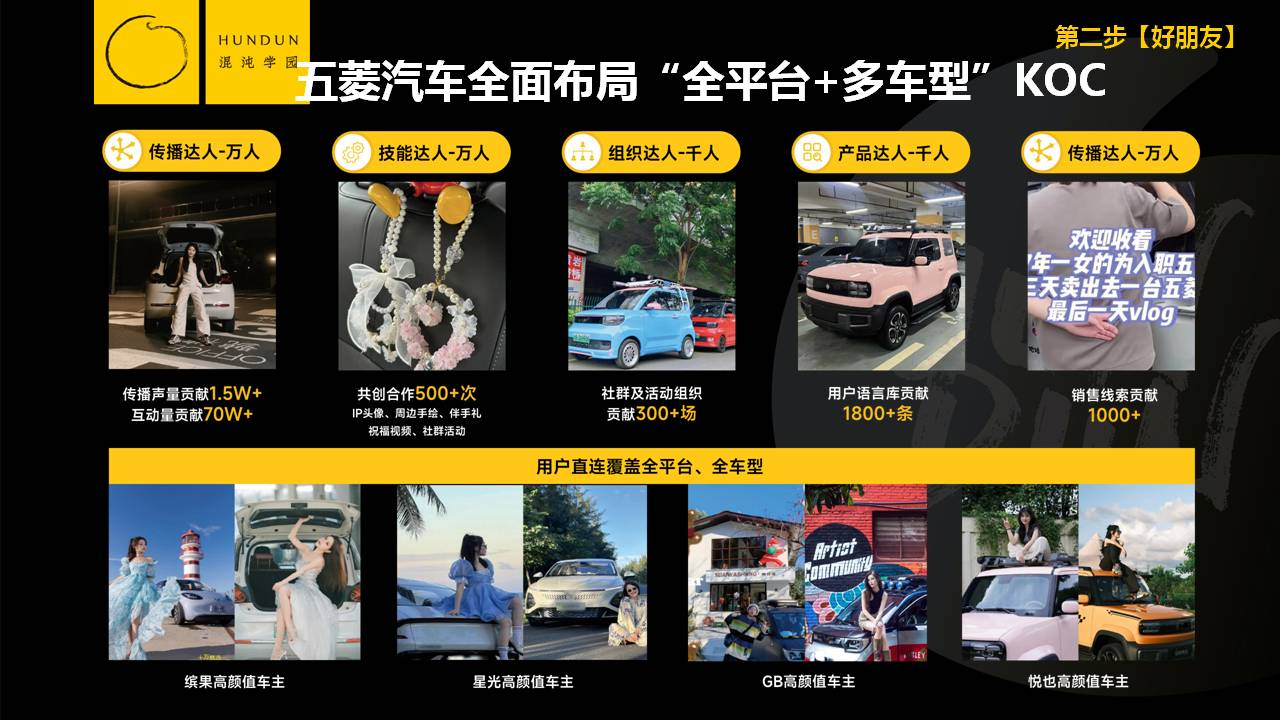 HUNDUN
混沌学园
第二步【好朋友】
五菱汽车全面布局“全平台+多车型”KOC
传播达人-万人
技能达人-万人
组织达人-千人
产品达人-千人
传播达人-万人
欢迎收看
年一女的为入职五
三天卖出去一台五菱
最后一天vlog
传播声量贡献1.5W+
互动量贡献70W+
共创合作500+次
IP头像、周边手绘、伴手礼
祝福视频、社群活动
社群及活动组织
贡献300+场
用户语言库贡献
1800+条
销售线索贡献
1000+
用户直连覆盖全平台、全车型
Artist
Community
缤果高颜值车主
星光高颜值车主
GB高颜值车主
悦也高颜值车主